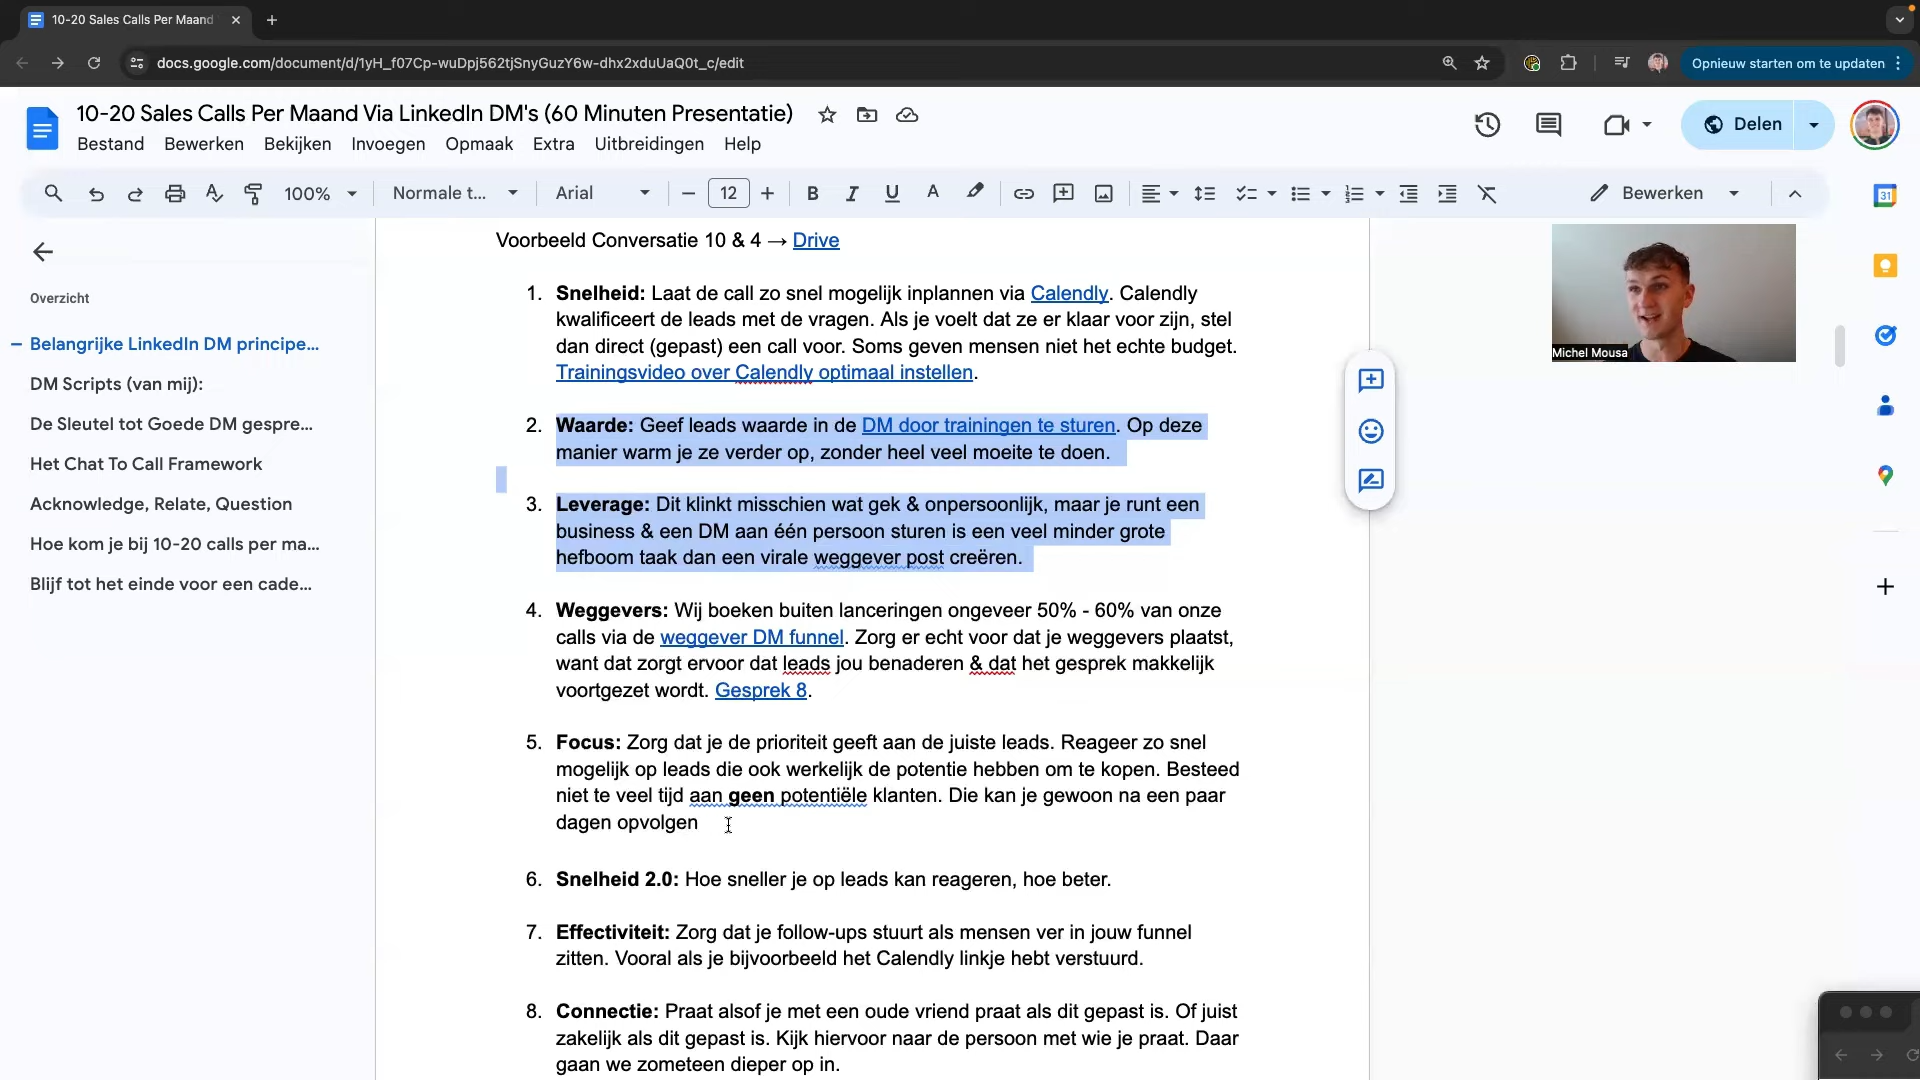 10-20 Sales Calls Per Maand
docs.google.com/document/d/1yH_f07Cp-wuDpj562tjSnyGuzY6w-dhx2xduUaQ0t_c/edit
Opnieuw starten om te updaten
10-20 Sales Calls Per Maand Via LinkedIn DM's (60 Minuten Presentatie)
Bestand Bewerken Bekijken Invoegen Opmaak Extra Uitbreidingen Help
Delen
100% Normale t... Arial 12 Bewerken
31
Overzicht
Belangrijke LinkedIn DM principe...
DM Scripts (van mij):
De Sleutel tot Goede DM gespre...
Het Chat To Call Framework
Acknowledge, Relate, Question
Hoe kom je bij 10-20 calls per ma...
Blijf tot het einde voor een cade...
Michel Mousa
Voorbeeld Conversatie 10 & 4 → Drive
1. Snelheid: Laat de call zo snel mogelijk inplannen via Calendly. Calendly
kwalificeert de leads met de vragen. Als je voelt dat ze er klaar voor zijn, stel
dan direct (gepast) een call voor. Soms geven mensen niet het echte budget.
Trainingsvideo over Calendly optimaal instellen.
2. Waarde: Geef leads waarde in de DM door trainingen te sturen. Op deze
manier warm je ze verder op, zonder heel veel moeite te doen.
3. Leverage: Dit klinkt misschien wat gek & onpersoonlijk, maar je runt een
business & een DM aan één persoon sturen is een veel minder grote
hefboom taak dan een virale weggever post creëren.
4. Weggevers: Wij boeken buiten lanceringen ongeveer 50% - 60% van onze
calls via de weggever DM funnel. Zorg er echt voor dat je weggevers plaatst,
want dat zorgt ervoor dat leads jou benaderen & dat het gesprek makkelijk
voortgezet wordt. Gesprek 8.
5. Focus: Zorg dat je de prioriteit geeft aan de juiste leads. Reageer zo snel
mogelijk op leads die ook werkelijk de potentie hebben om te kopen. Besteed
niet te veel tijd aan geen potentiële klanten. Die kan je gewoon na een paar
dagen opvolgen
6. Snelheid 2.0: Hoe sneller je op leads kan reageren, hoe beter.
7. Effectiviteit: Zorg dat je follow-ups stuurt als mensen ver in jouw funnel
zitten. Vooral als je bijvoorbeeld het Calendly linkje hebt verstuurd.
8. Connectie: Praat alsof je met een oude vriend praat als dit gepast is. Of juist
zakelijk als dit gepast is. Kijk hiervoor naar de persoon met wie je praat. Daar
gaan we zometeen dieper op in.